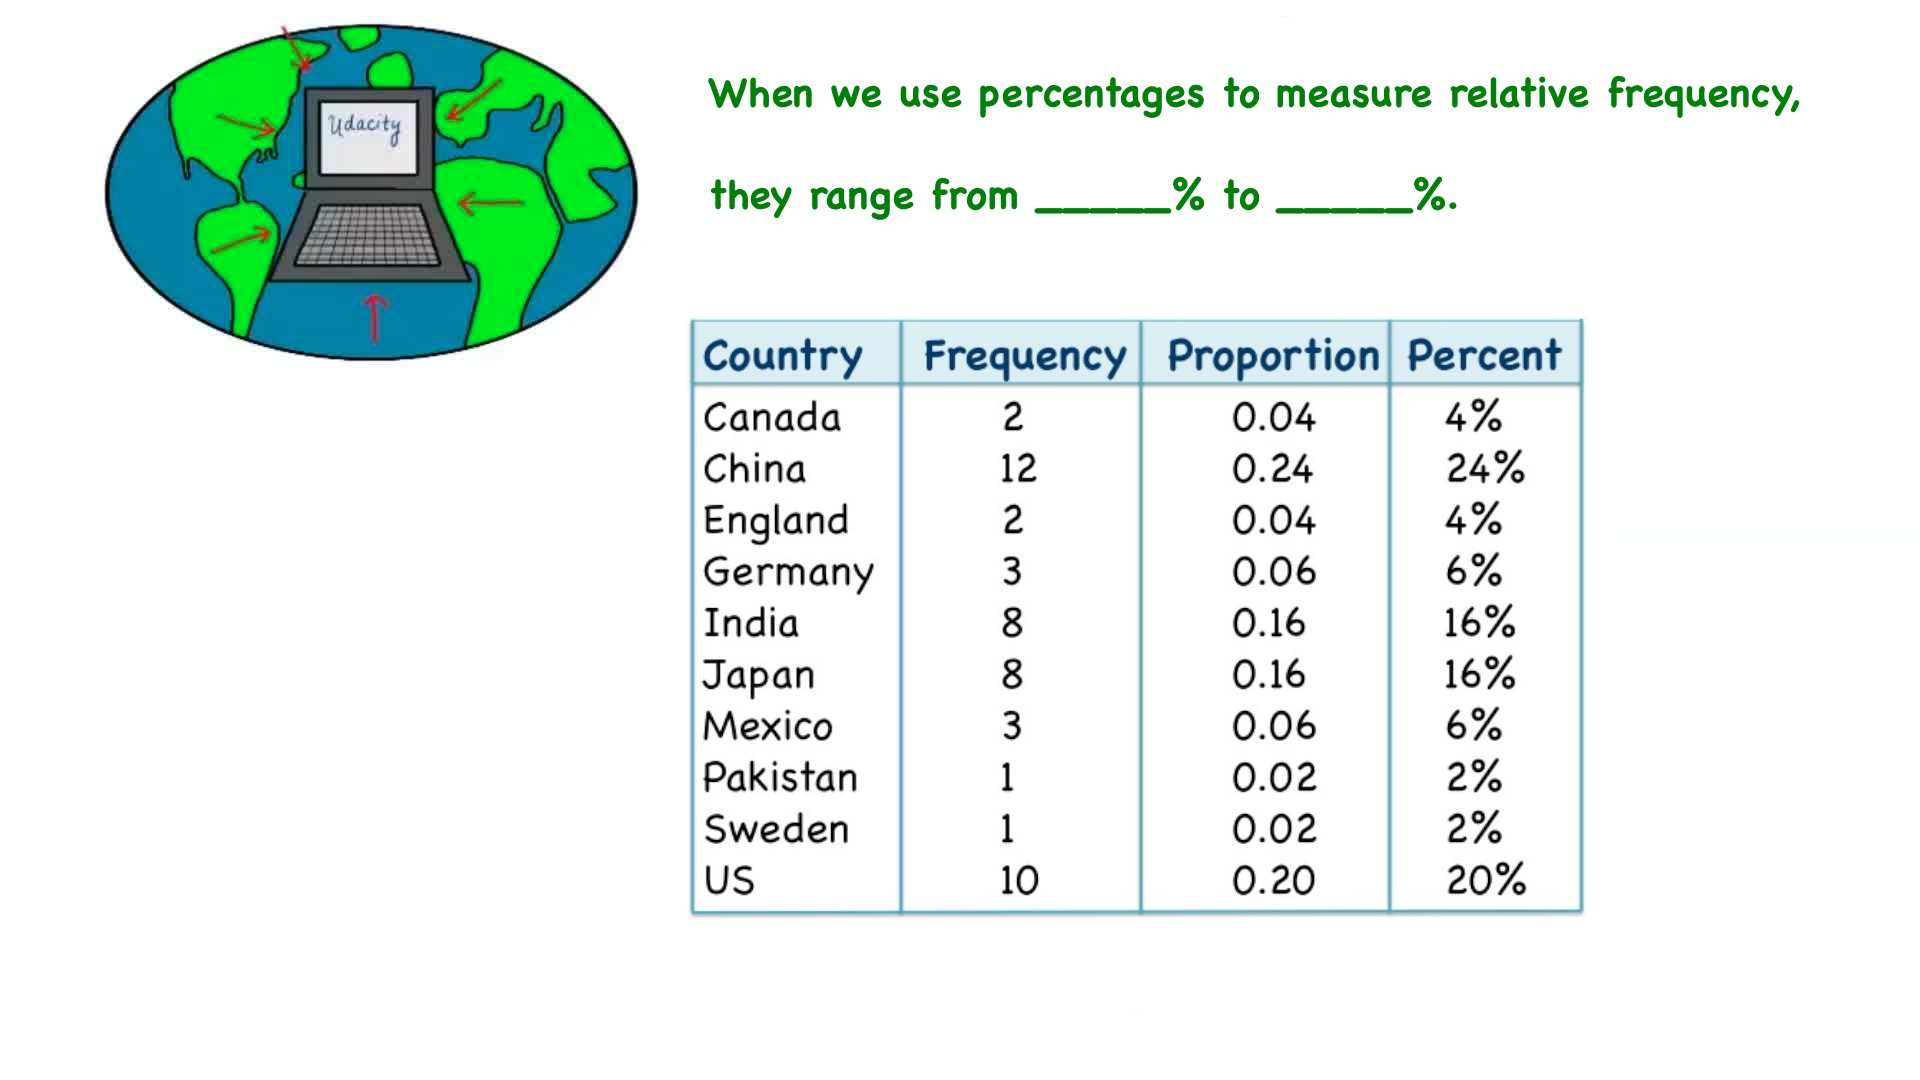 Udacity
When we use percentages to measure relative frequency,
they range from _____% to _____%.
Country Frequency Proportion Percent
Canada 2 0.04 4%
China 12 0.24 24%
England 2 0.04 4%
Germany 3 0.06 6%
India 8 0.16 16%
Japan 8 0.16 16%
Mexico 3 0.06 6%
Pakistan 1 0.02 2%
Sweden 1 0.02 2%
US 10 0.20 20%